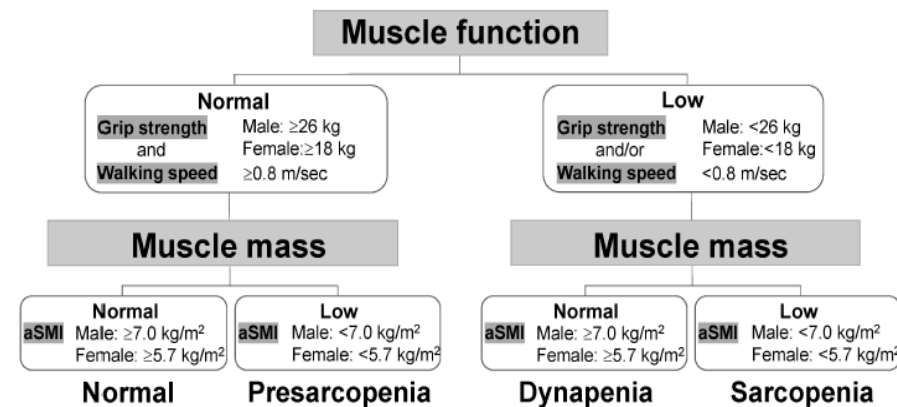 Muscle function
Normal
Grip strength Male: ≥26 kg
and Female:≥18 kg
Walking speed ≥0.8 m/sec
Low
Grip strength Male: <26 kg
and/or Female:<18 kg
Walking speed <0.8 m/sec
Muscle mass
Muscle mass
Normal
aSMI Male: ≥7.0 kg/m²
Female: ≥5.7 kg/m²
Low
aSMI Male: <7.0 kg/m²
Female: <5.7 kg/m²
Normal
aSMI Male: ≥7.0 kg/m²
Female: ≥5.7 kg/m²
Low
aSMI Male: <7.0 kg/m²
Female: <5.7 kg/m²
Normal
Presarcopenia
Dynapenia
Sarcopenia